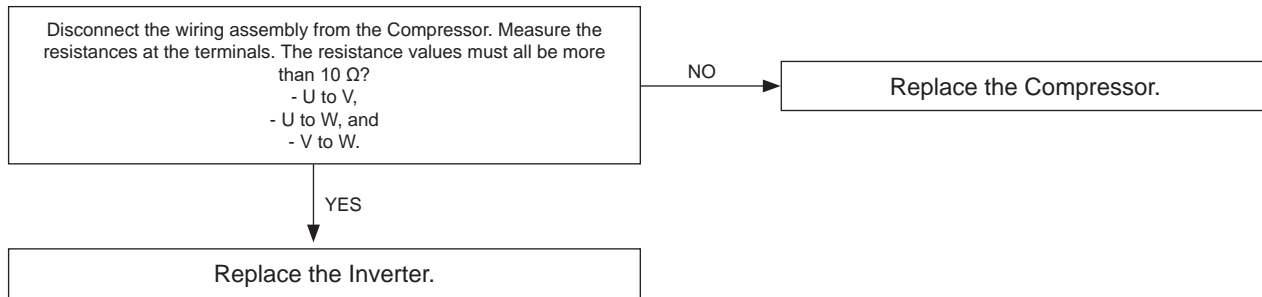 Disconnect the wiring assembly from the Compressor. Measure the
resistances at the terminals. The resistance values must all be more
than 10 Ω?
- U to V,
- U to W, and
- V to W.
NO
Replace the Compressor.
YES
Replace the Inverter.